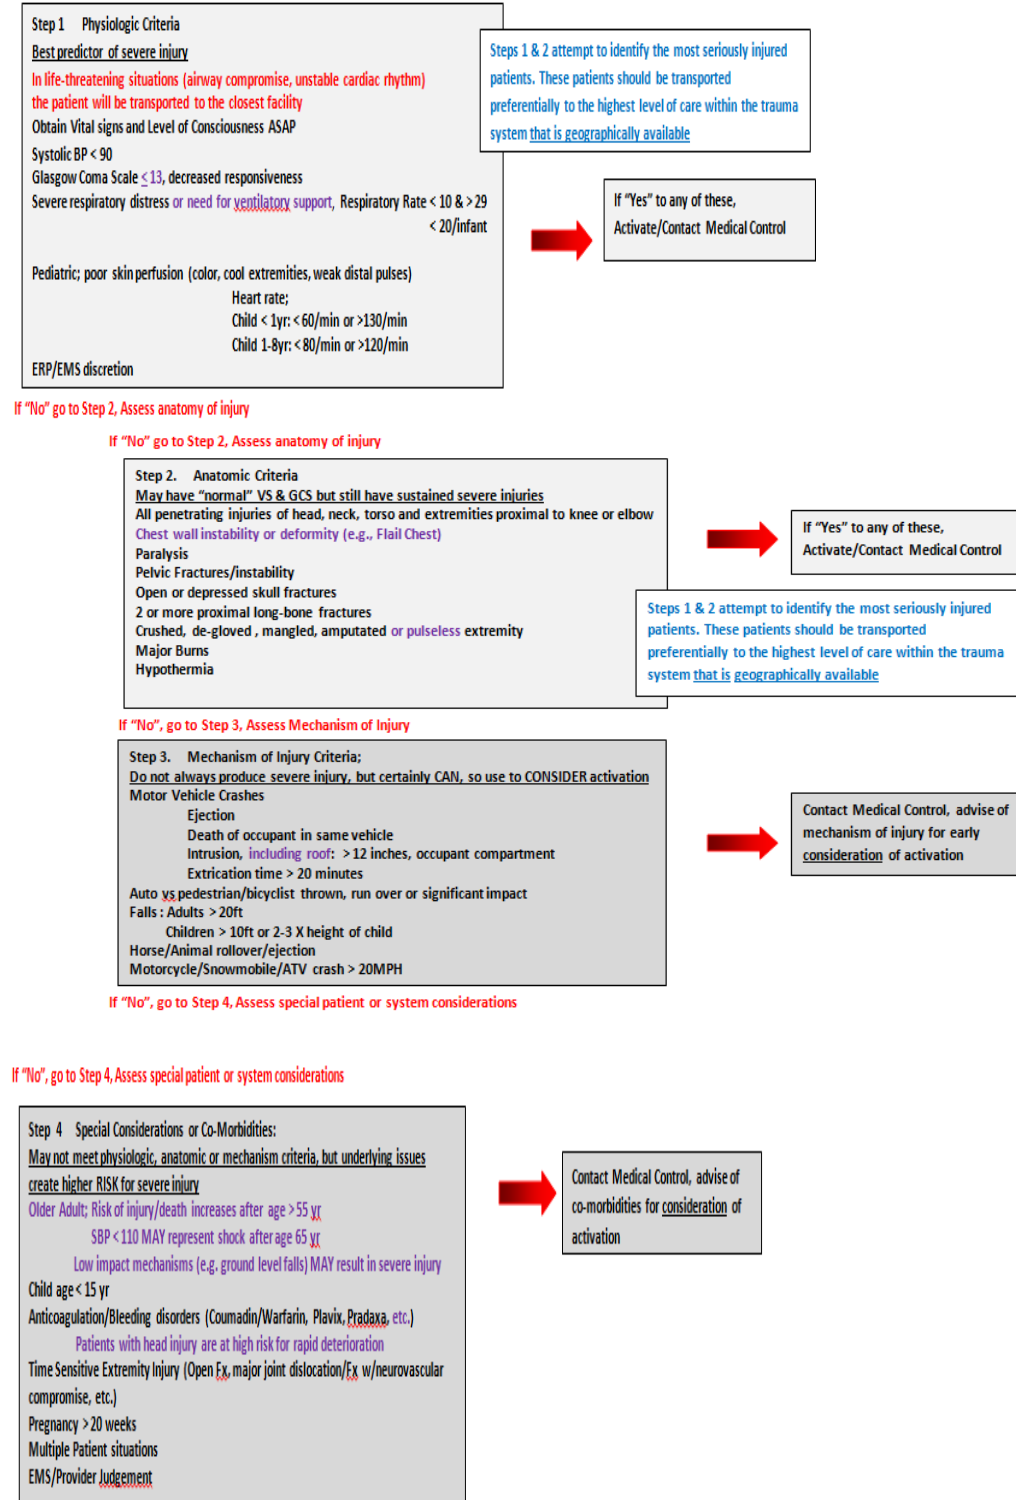 Step 1 Physiologic Criteria
Best predictor of severe injury
In life-threatening situations (airway compromise, unstable cardiac rhythm)
the patient will be transported to the closest facility
Obtain Vital signs and Level of Consciousness ASAP
Systolic BP < 90
Glasgow Coma Scale ≤ 13, decreased responsiveness
Severe respiratory distress or need for ventilatory support, Respiratory Rate < 10 & > 29
< 20/infant
Pediatric; poor skin perfusion (color, cool extremities, weak distal pulses)
Heart rate;
Child < 1yr: < 60/min or >130/min
Child 1-8yr: < 80/min or >120/min
ERP/EMS discretion
Steps 1 & 2 attempt to identify the most seriously injured
patients. These patients should be transported
preferentially to the highest level of care within the trauma
system that is geographically available
If “Yes” to any of these,
Activate/Contact Medical Control
If “No” go to Step 2, Assess anatomy of injury
If “No” go to Step 2, Assess anatomy of injury
Step 2. Anatomic Criteria
May have “normal” VS & GCS but still have sustained severe injuries
All penetrating injuries of head, neck, torso and extremities proximal to knee or elbow
Chest wall instability or deformity (e.g., Flail Chest)
Paralysis
Pelvic Fractures/instability
Open or depressed skull fractures
2 or more proximal long-bone fractures
Crushed, de-gloved , mangled, amputated or pulseless extremity
Major Burns
Hypothermia
If “Yes” to any of these,
Activate/Contact Medical Control
Steps 1 & 2 attempt to identify the most seriously injured
patients. These patients should be transported
preferentially to the highest level of care within the trauma
system that is geographically available
If “No”, go to Step 3, Assess Mechanism of Injury
Step 3. Mechanism of Injury Criteria;
Do not always produce severe injury, but certainly CAN, so use to CONSIDER activation
Motor Vehicle Crashes
Ejection
Death of occupant in same vehicle
Intrusion, including roof: > 12 inches, occupant compartment
Extrication time > 20 minutes
Auto vs pedestrian/bicyclist thrown, run over or significant impact
Falls : Adults > 20ft
Children > 10ft or 2-3 X height of child
Horse/Animal rollover/ejection
Motorcycle/Snowmobile/ATV crash > 20MPH
Contact Medical Control, advise of
mechanism of injury for early
consideration of activation
If “No”, go to Step 4, Assess special patient or system considerations
If “No”, go to Step 4, Assess special patient or system considerations
Step 4 Special Considerations or Co-Morbidities:
May not meet physiologic, anatomic or mechanism criteria, but underlying issues
create higher RISK for severe injury
Older Adult; Risk of injury/death increases after age > 55 yr
SBP < 110 MAY represent shock after age 65 yr
Low impact mechanisms (e.g. ground level falls) MAY result in severe injury
Child age < 15 yr
Anticoagulation/Bleeding disorders (Coumadin/Warfarin, Plavix, Pradaxa, etc.)
Patients with head injury are at high risk for rapid deterioration
Time Sensitive Extremity Injury (Open Fx, major joint dislocation/Fx w/neurovascular
compromise, etc.)
Pregnancy > 20 weeks
Multiple Patient situations
EMS/Provider Judgement
Contact Medical Control, advise of
co-morbidities for consideration of
activation